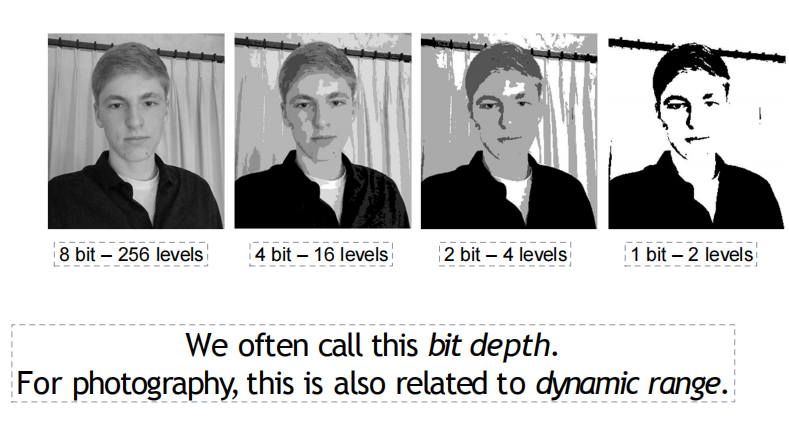 8 bit – 256 levels
4 bit – 16 levels
2 bit – 4 levels
1 bit – 2 levels
We often call this bit depth.
For photography, this is also related to dynamic range.